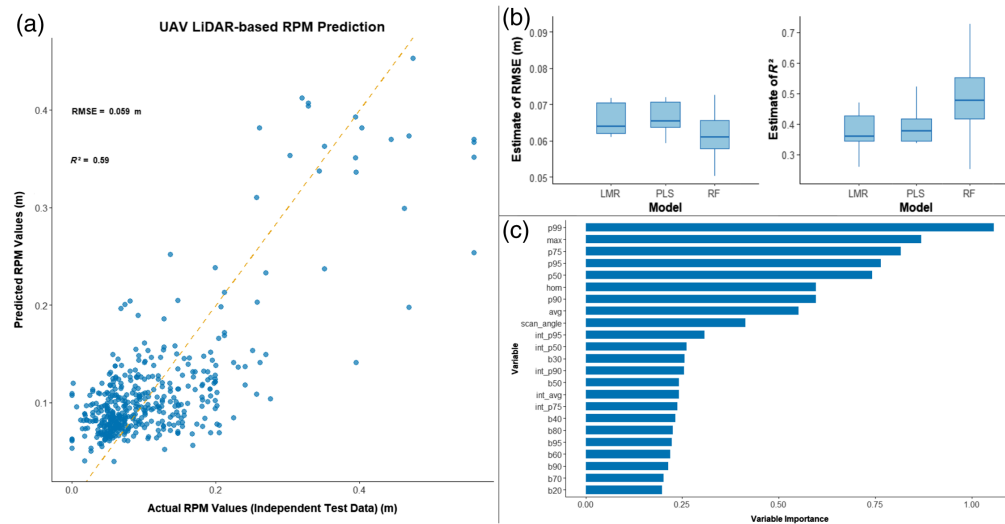 (a)
UAV LiDAR-based RPM Prediction
RMSE = 0.059 m
R² = 0.59
Predicted RPM Values (m)
0.4
0.3
0.2
0.1
0.0
0.2
0.4
Actual RPM Values (Independent Test Data) (m)
(b)
Estimate of RMSE (m)
0.09
0.08
0.07
0.06
0.05
LMR
PLS
RF
Model
Estimate of R²
0.7
0.6
0.5
0.4
0.3
LMR
PLS
RF
Model
(c)
Variable
p99
max
p75
p95
p50
hom
p90
avg
scan_angle
int_p95
int_p50
b30
int_p90
b50
int_avg
int_p75
b40
b80
b95
b60
b90
b70
b20
0.00
0.25
0.50
0.75
1.00
Variable Importance